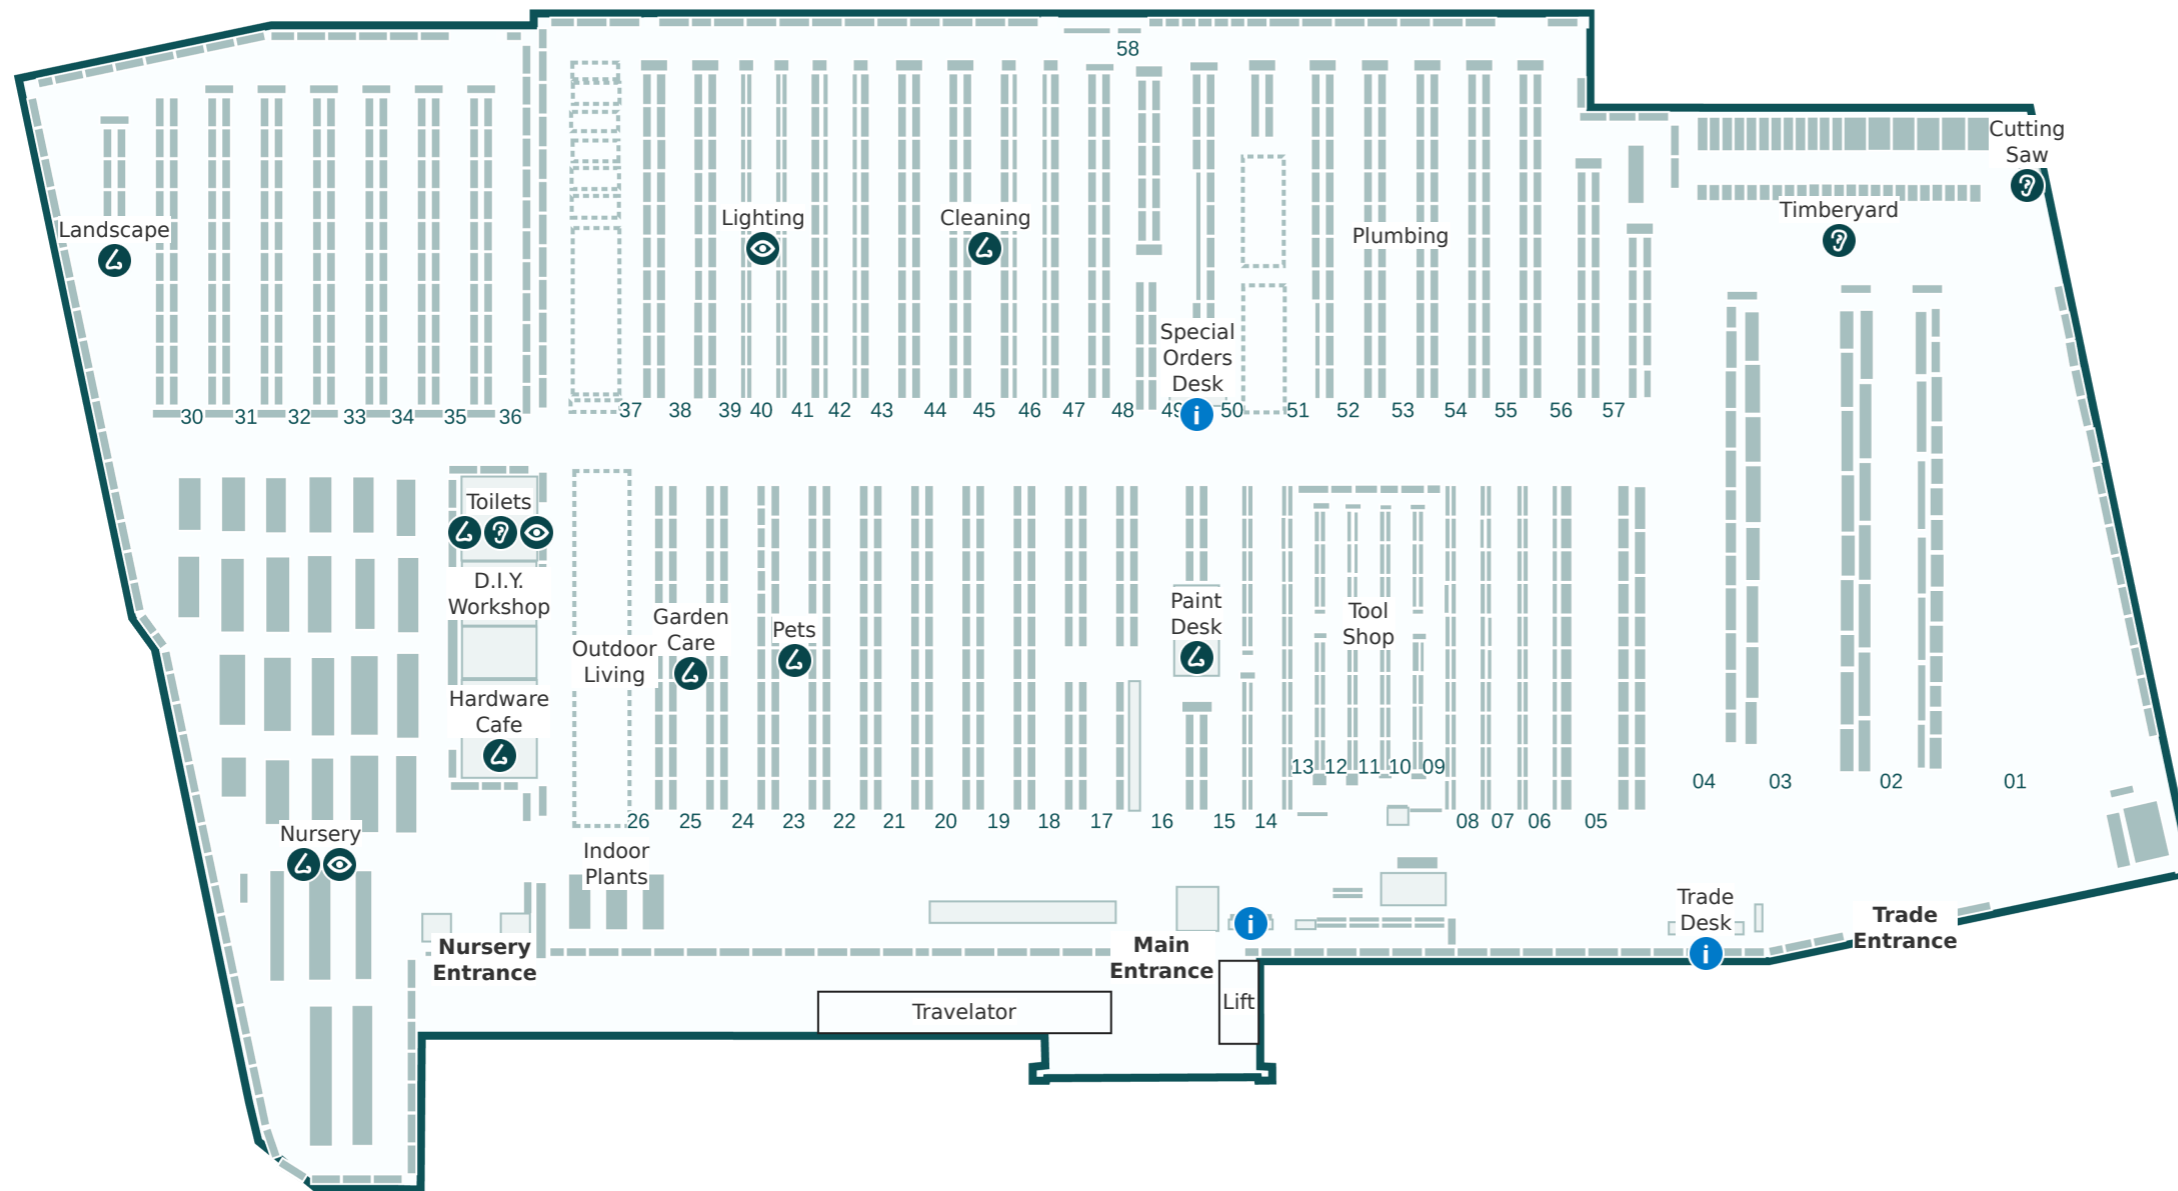 58
Cutting
Saw
Timberyard
Landscape
Lighting
Cleaning
Plumbing
Special
Orders
Desk
30 31 32 33 34 35 36 37 38 39 40 41 42 43 44 45 46 47 48 49 50 51 52 53 54 55 56 57
Toilets
D.I.Y.
Workshop
Hardware
Cafe
Outdoor
Living
Garden
Care
Pets
Paint
Desk
Tool
Shop
13 12 11 10 09
04 03 02 01
26 25 24 23 22 21 20 19 18 17 16 15 14 08 07 06 05
Nursery
Indoor
Plants
Nursery
Entrance
Main
Entrance
Trade
Desk
Trade
Entrance
Travelator
Lift